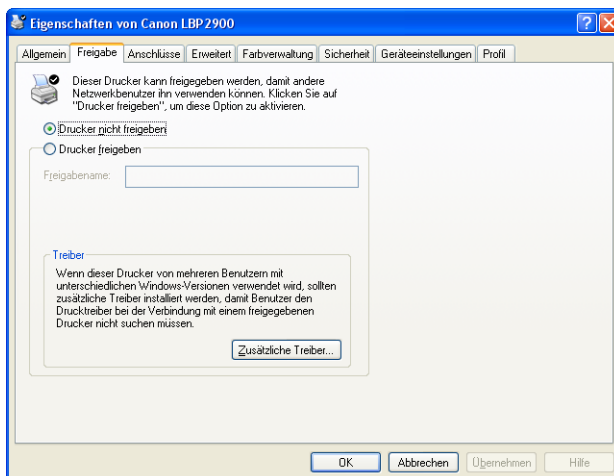 Eigenschaften von Canon LBP2900
Allgemein Freigabe Anschlüsse Erweitert Farbverwaltung Sicherheit Geräteeinstellungen Profil
Dieser Drucker kann freigegeben werden, damit andere
Netzwerkbenutzer ihn verwenden können. Klicken Sie auf
"Drucker freigeben", um diese Option zu aktivieren.
Drucker nicht freigeben
Drucker freigeben
Freigabename:
Treiber
Wenn dieser Drucker von mehreren Benutzern mit
unterschiedlichen Windows-Versionen verwendet wird, sollten
zusätzliche Treiber installiert werden, damit Benutzer den
Drucktreiber bei der Verbindung mit einem freigegebenen
Drucker nicht suchen müssen.
Zusätzliche Treiber...
OK Abbrechen Übernehmen Hilfe